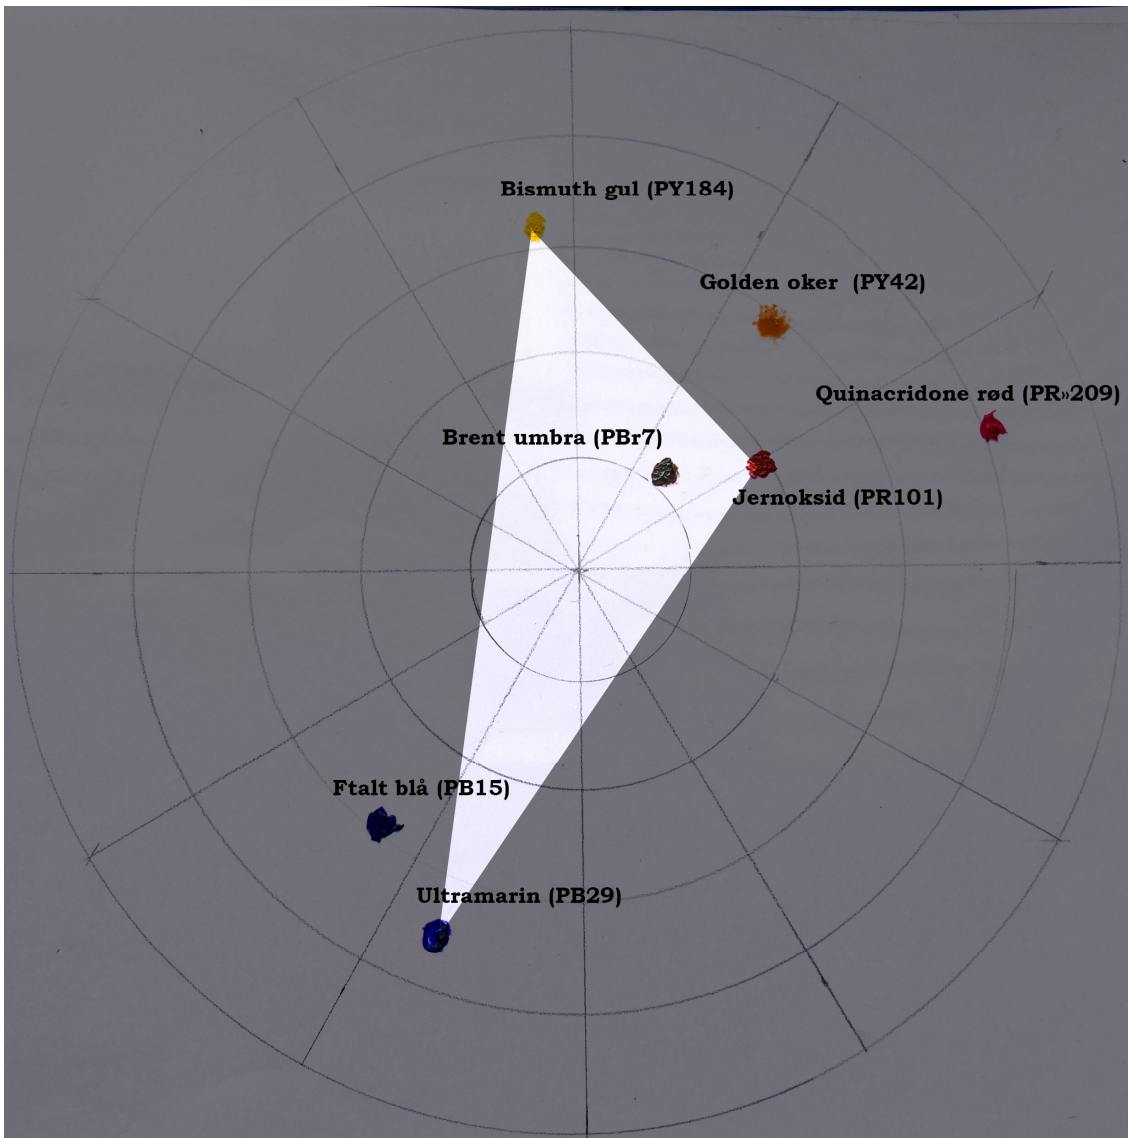 Bismuth gul (PY184)
Golden oker (PY42)
Quinacridone rød (PR»209)
Brent umbra (PBr7)
Jernoksid (PR101)
Ftalt blå (PB15)
Ultramarin (PB29)